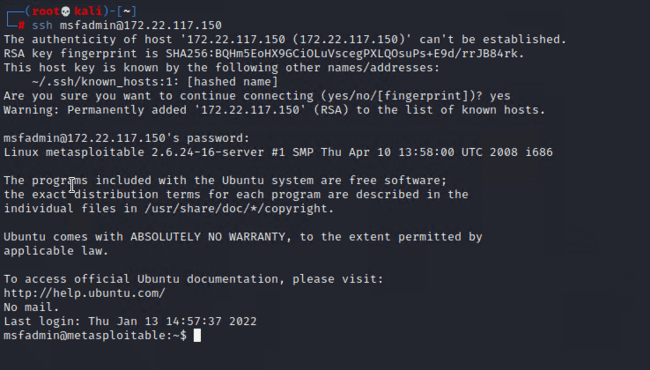 ┌──(root💀kali)-[~]
└─# ssh msfadmin@172.22.117.150
The authenticity of host '172.22.117.150 (172.22.117.150)' can't be established.
RSA key fingerprint is SHA256:BQHm5EoHX9GCiOLuVscegPXLQOsuPs+E9d/rrJB84rk.
This host key is known by the following other names/addresses:
    ~/.ssh/known_hosts:1: [hashed name]
Are you sure you want to continue connecting (yes/no/[fingerprint])? yes
Warning: Permanently added '172.22.117.150' (RSA) to the list of known hosts.
msfadmin@172.22.117.150's password:
Linux metasploitable 2.6.24-16-server #1 SMP Thu Apr 10 13:58:00 UTC 2008 i686
The programs included with the Ubuntu system are free software;
the exact distribution terms for each program are described in the
individual files in /usr/share/doc/*/copyright.
Ubuntu comes with ABSOLUTELY NO WARRANTY, to the extent permitted by
applicable law.
To access official Ubuntu documentation, please visit:
http://help.ubuntu.com/
No mail.
Last login: Thu Jan 13 14:57:37 2022
msfadmin@metasploitable:~$